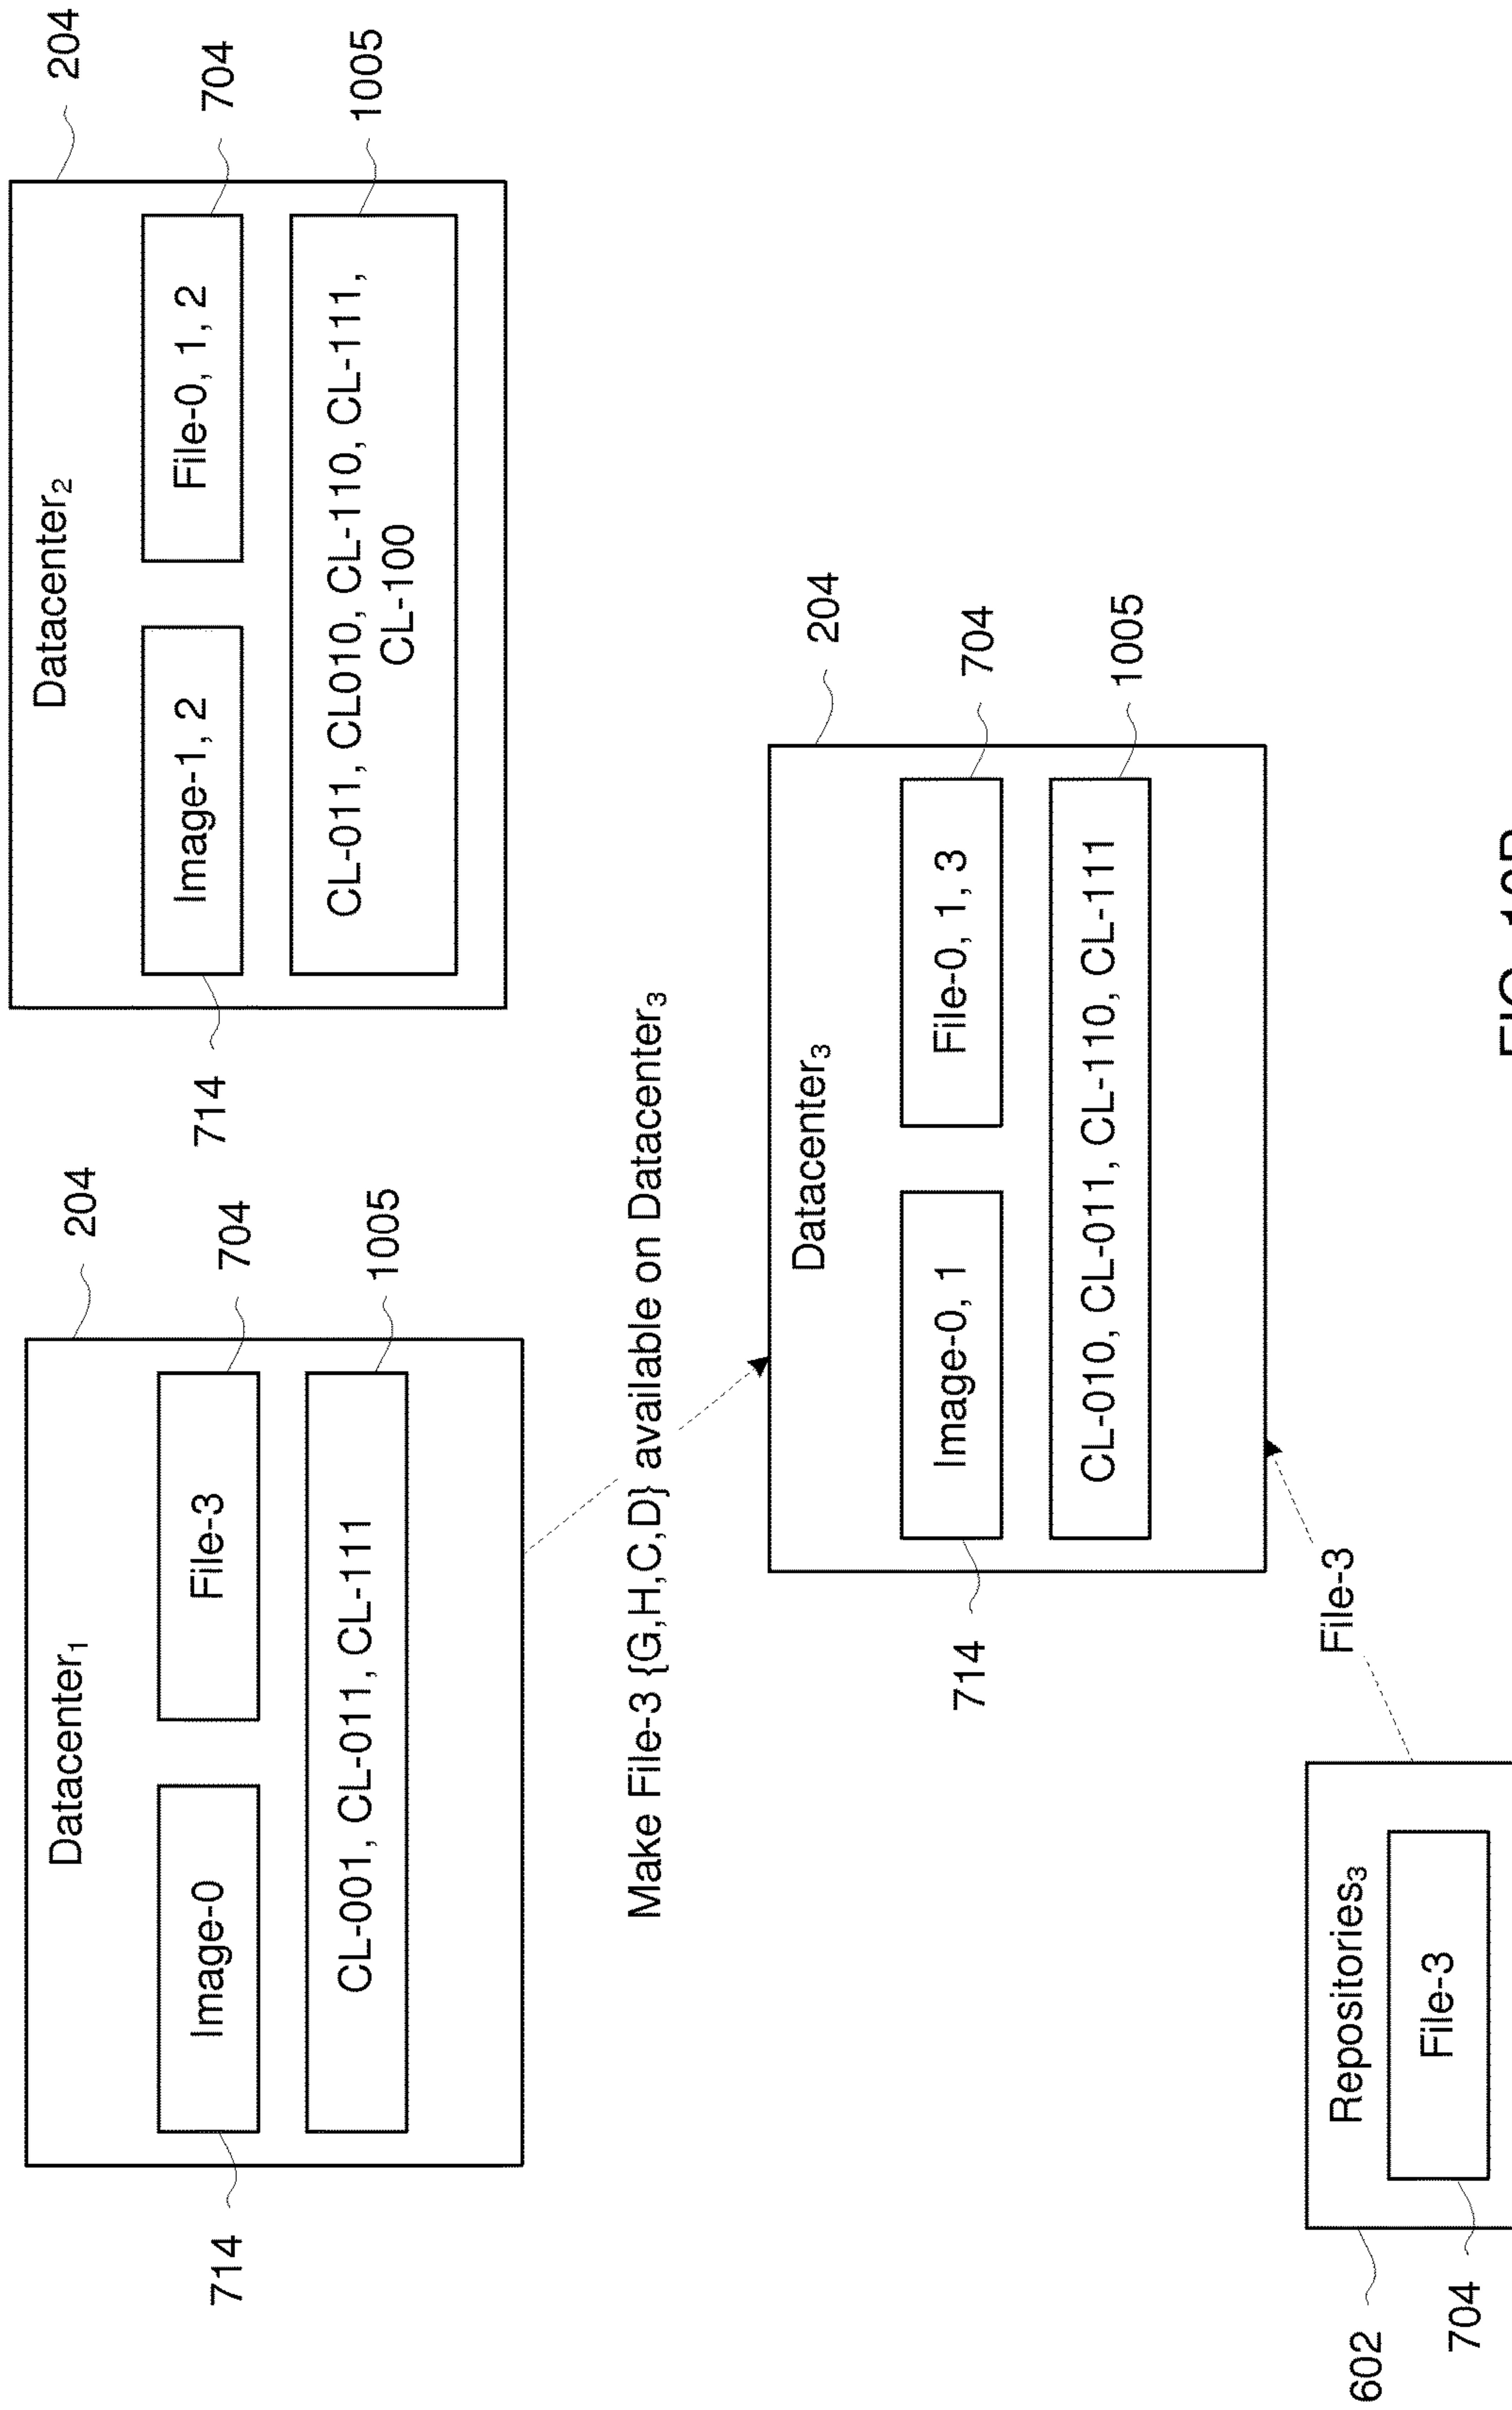 Datacenter₁
204
Image-0
File-3
704
714
CL-001, CL-011, CL-111
1005
Datacenter₂
204
Image-1, 2
File-0, 1, 2
704
714
CL-011, CL010, CL-110, CL-111,
CL-100
1005
Make File-3 {G,H,C,D} available on Datacenter₃
Datacenter₃
204
Image-0, 1
File-0, 1, 3
704
714
CL-010, CL-011, CL-110, CL-111
1005
File-3
Repositories₃
602
File-3
704